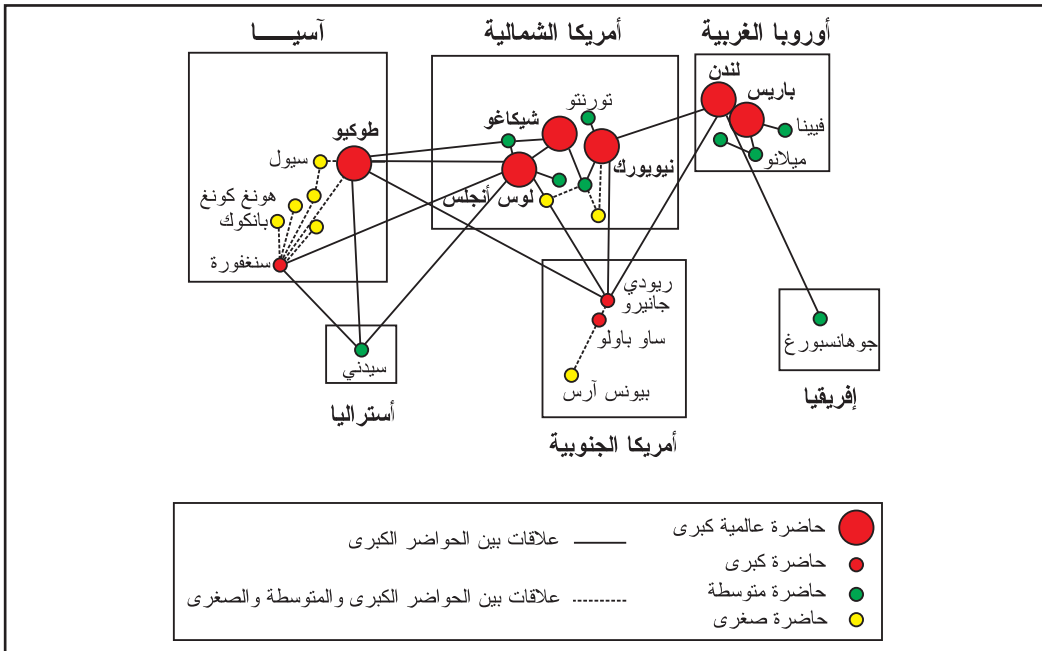 أوروبا الغربية
أمريكا الشمالية
آسيـــــا
لندن
باريس
فيينا
ميلانو
تورنتو
شيكاغو
نيويورك
لوس أنجلس
طوكيو
سيول
هونغ كونغ
بانكوك
سنغفورة
ريودي
جانيرو
ساو باولو
بيونس آرس
جوهانسبورغ
سيدني
إفريقيا
أستراليا
أمريكا الجنوبية
حاضرة عالمية كبرى
حاضرة كبرى
حاضرة متوسطة
حاضرة صغرى
علاقات بين الحواضر الكبرى
علاقات بين الحواضر الكبرى والمتوسطة والصغرى